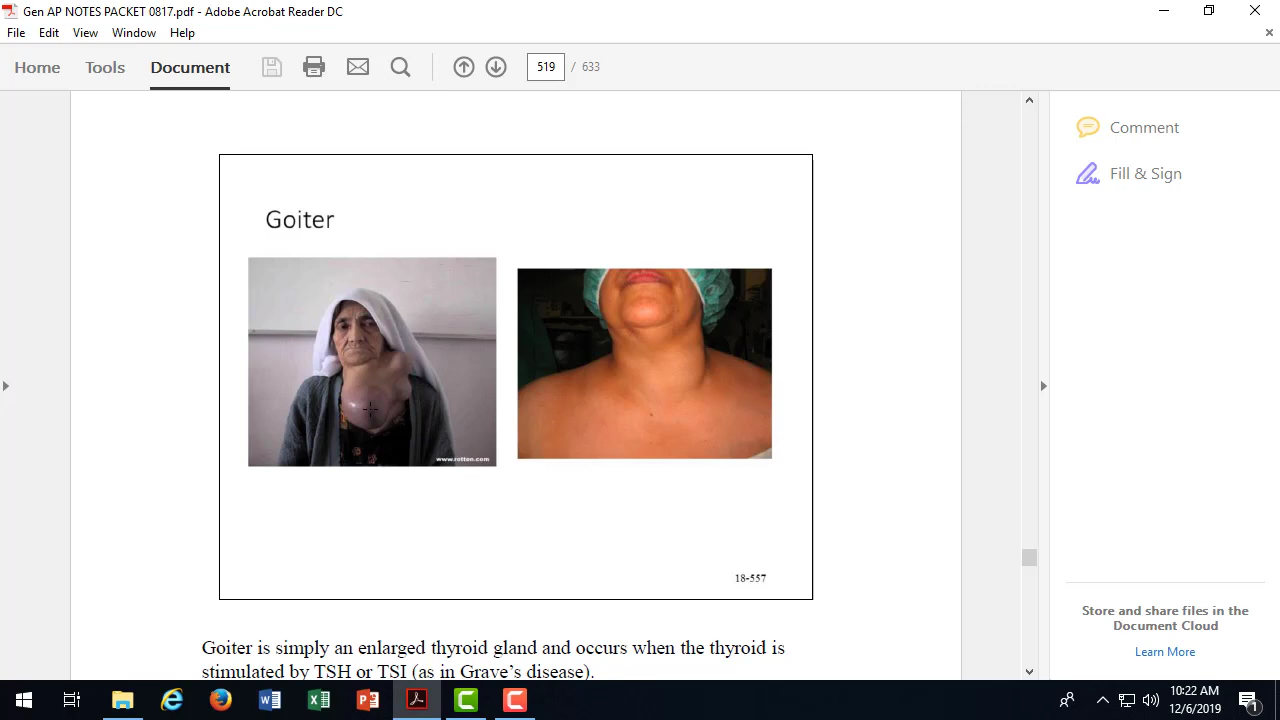 Gen AP NOTES PACKET 0817.pdf - Adobe Acrobat Reader DC
File Edit View Window Help
Home Tools Document 519 / 633
Comment
Fill & Sign
Goiter
www.rotten.com
18-557
Goiter is simply an enlarged thyroid gland and occurs when the thyroid is
stimulated by TSH or TSI (as in Grave’s disease).
Store and share files in the
Document Cloud
Learn More
10:22 AM
12/6/2019
1